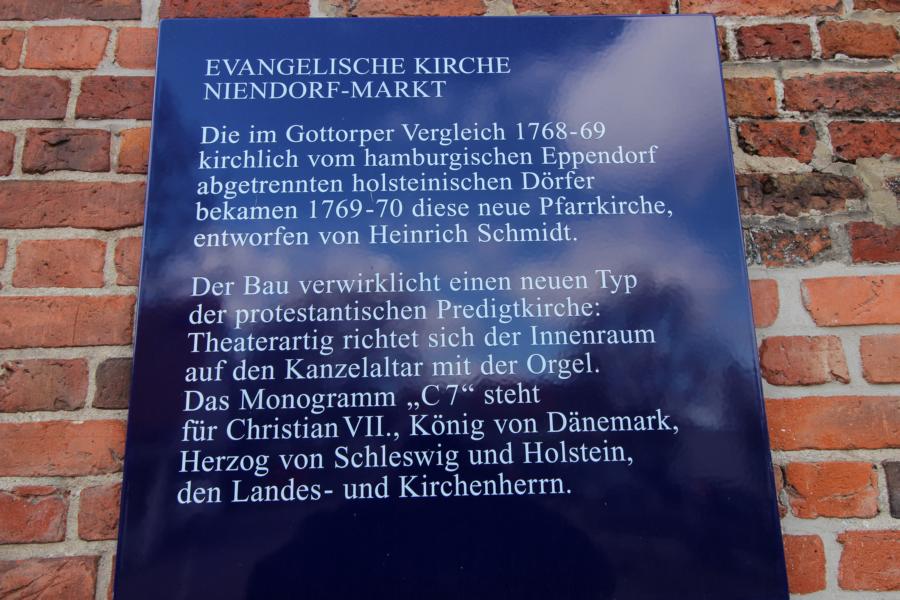 EVANGELISCHE KIRCHE
NIENDORF-MARKT
Die im Gottorper Vergleich 1768-69
kirchlich vom hamburgischen Eppendorf
abgetrennten holsteinischen Dörfer
bekamen 1769-70 diese neue Pfarrkirche,
entworfen von Heinrich Schmidt.
Der Bau verwirklicht einen neuen Typ
der protestantischen Predigtkirche:
Theaterartig richtet sich der Innenraum
auf den Kanzelaltar mit der Orgel.
Das Monogramm „C 7“ steht
für Christian VII., König von Dänemark,
Herzog von Schleswig und Holstein,
den Landes- und Kirchenherrn.